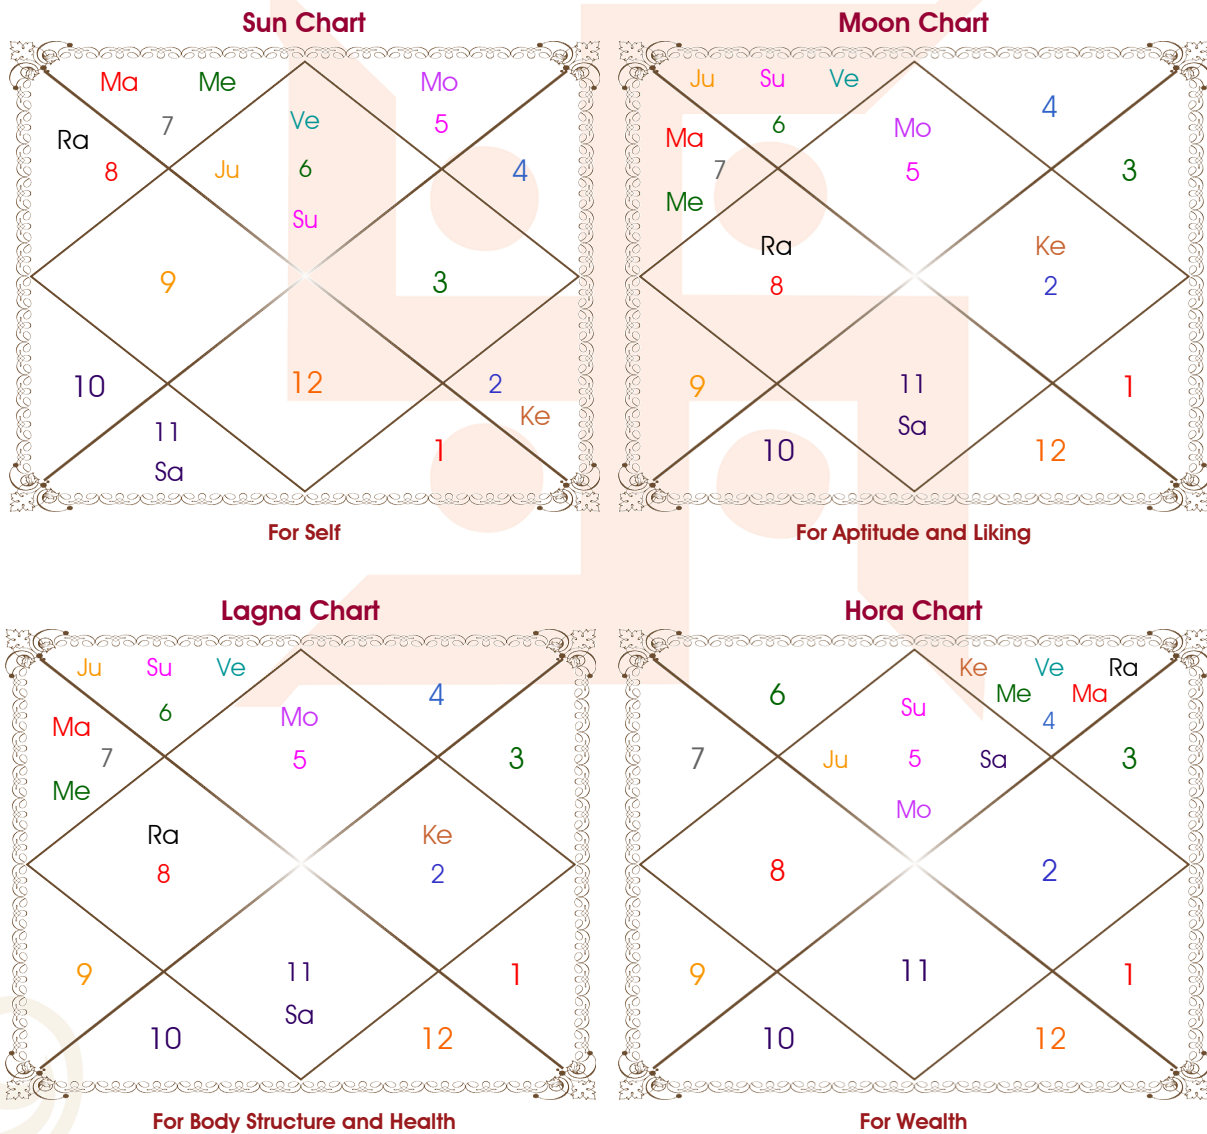 Sun Chart
Ma Me Mo
7 Ve 5
Ra
8 Ju 6 4
Su
9 3
10 12 2
Ke
11 1
Sa
For Self
Moon Chart
Ju Su Ve
6 4
Ma Mo
7 5 3
Me
Ra Ke
8 2
9 11 1
Sa
10 12
For Aptitude and Liking
Lagna Chart
Ju Su Ve
6 4
Ma Mo
7 5 3
Me
Ra Ke
8 2
9 11 1
Sa
10 12
For Body Structure and Health
Hora Chart
Ke Ve Ra
6 Me Ma
Su 4
7 Ju 5 Sa 3
Mo
8 2
9 11 1
10 12
For Wealth